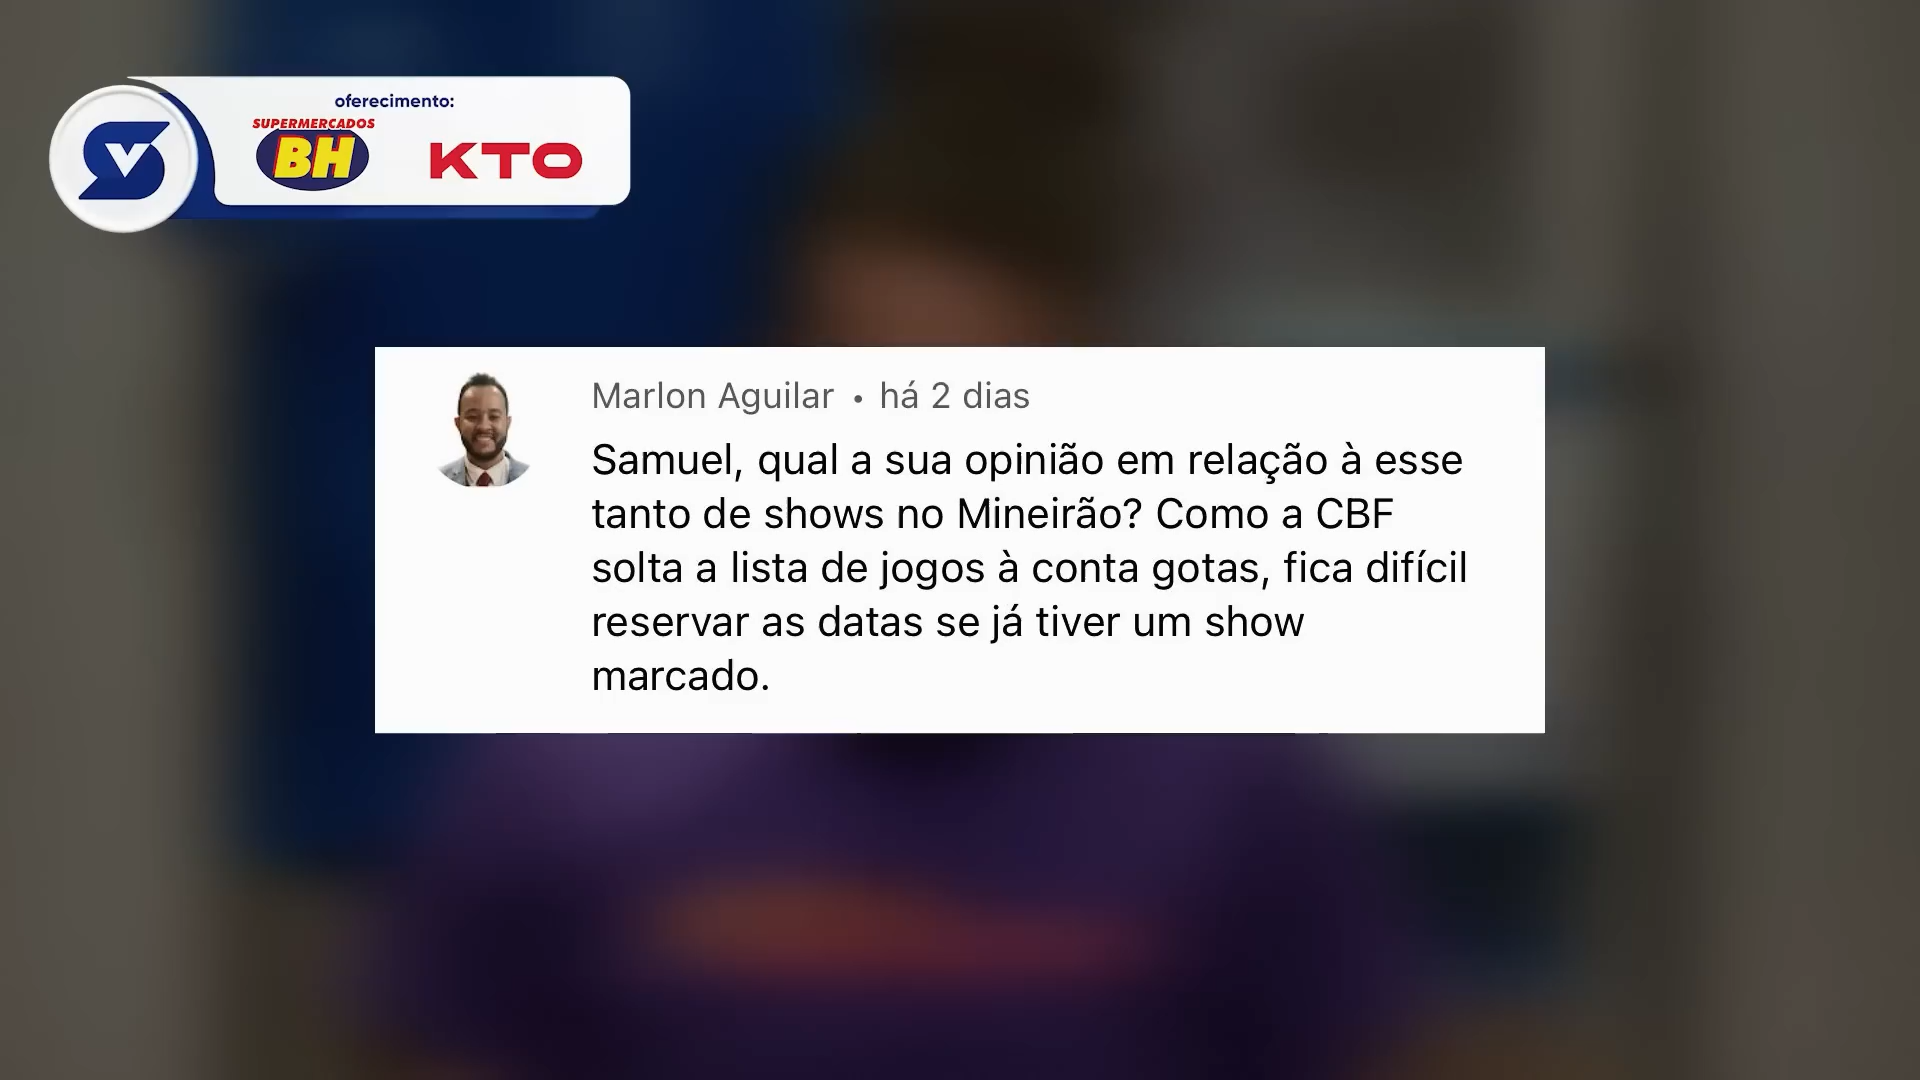 oferecimento:
SUPERMERCADOS
BH
KTO
SV
Marlon Aguilar • há 2 dias
Samuel, qual a sua opinião em relação à esse
tanto de shows no Mineirão? Como a CBF
solta a lista de jogos à conta gotas, fica difícil
reservar as datas se já tiver um show
marcado.